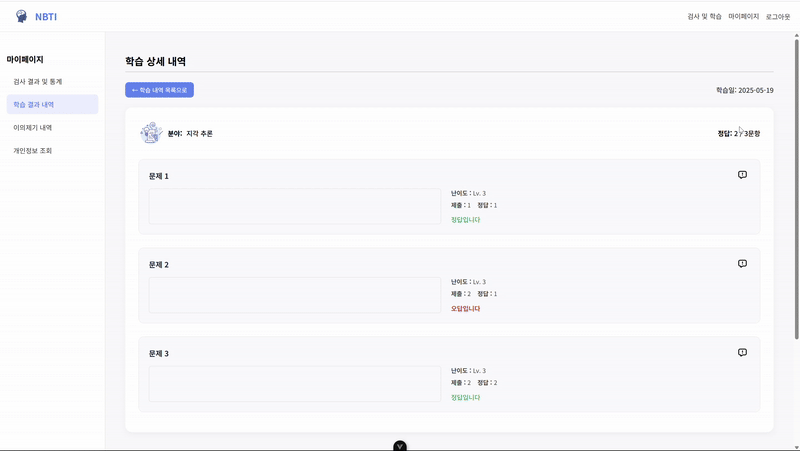 NBTI
검사 및 학습 마이페이지 로그아웃
마이페이지
검사 결과 및 통계
학습 결과 내역
이의제기 내역
개인정보 조회
학습 상세 내역
← 학습 내역 목록으로
학습일: 2025-05-19
분야: 지각 추론
정답: 2 / 3문항
문제 1
난이도 : Lv. 3
제출 : 1 정답 : 1
정답입니다
문제 2
난이도 : Lv. 3
제출 : 2 정답 : 1
오답입니다
문제 3
난이도 : Lv. 3
제출 : 2 정답 : 2
정답입니다